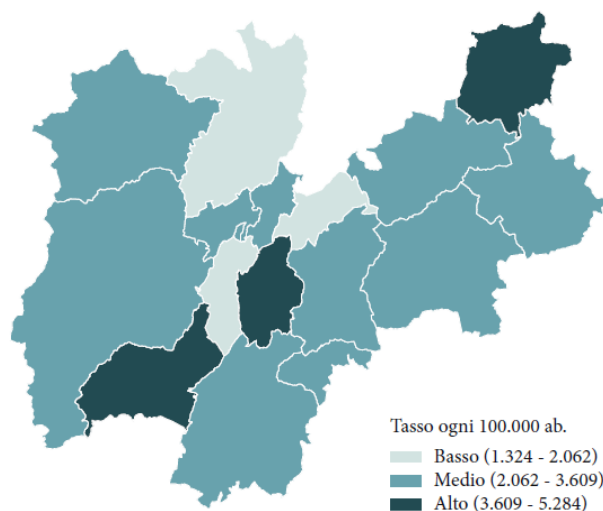 Tasso ogni 100.000 ab.
Basso (1.324 - 2.062)
Medio (2.062 - 3.609)
Alto (3.609 - 5.284)